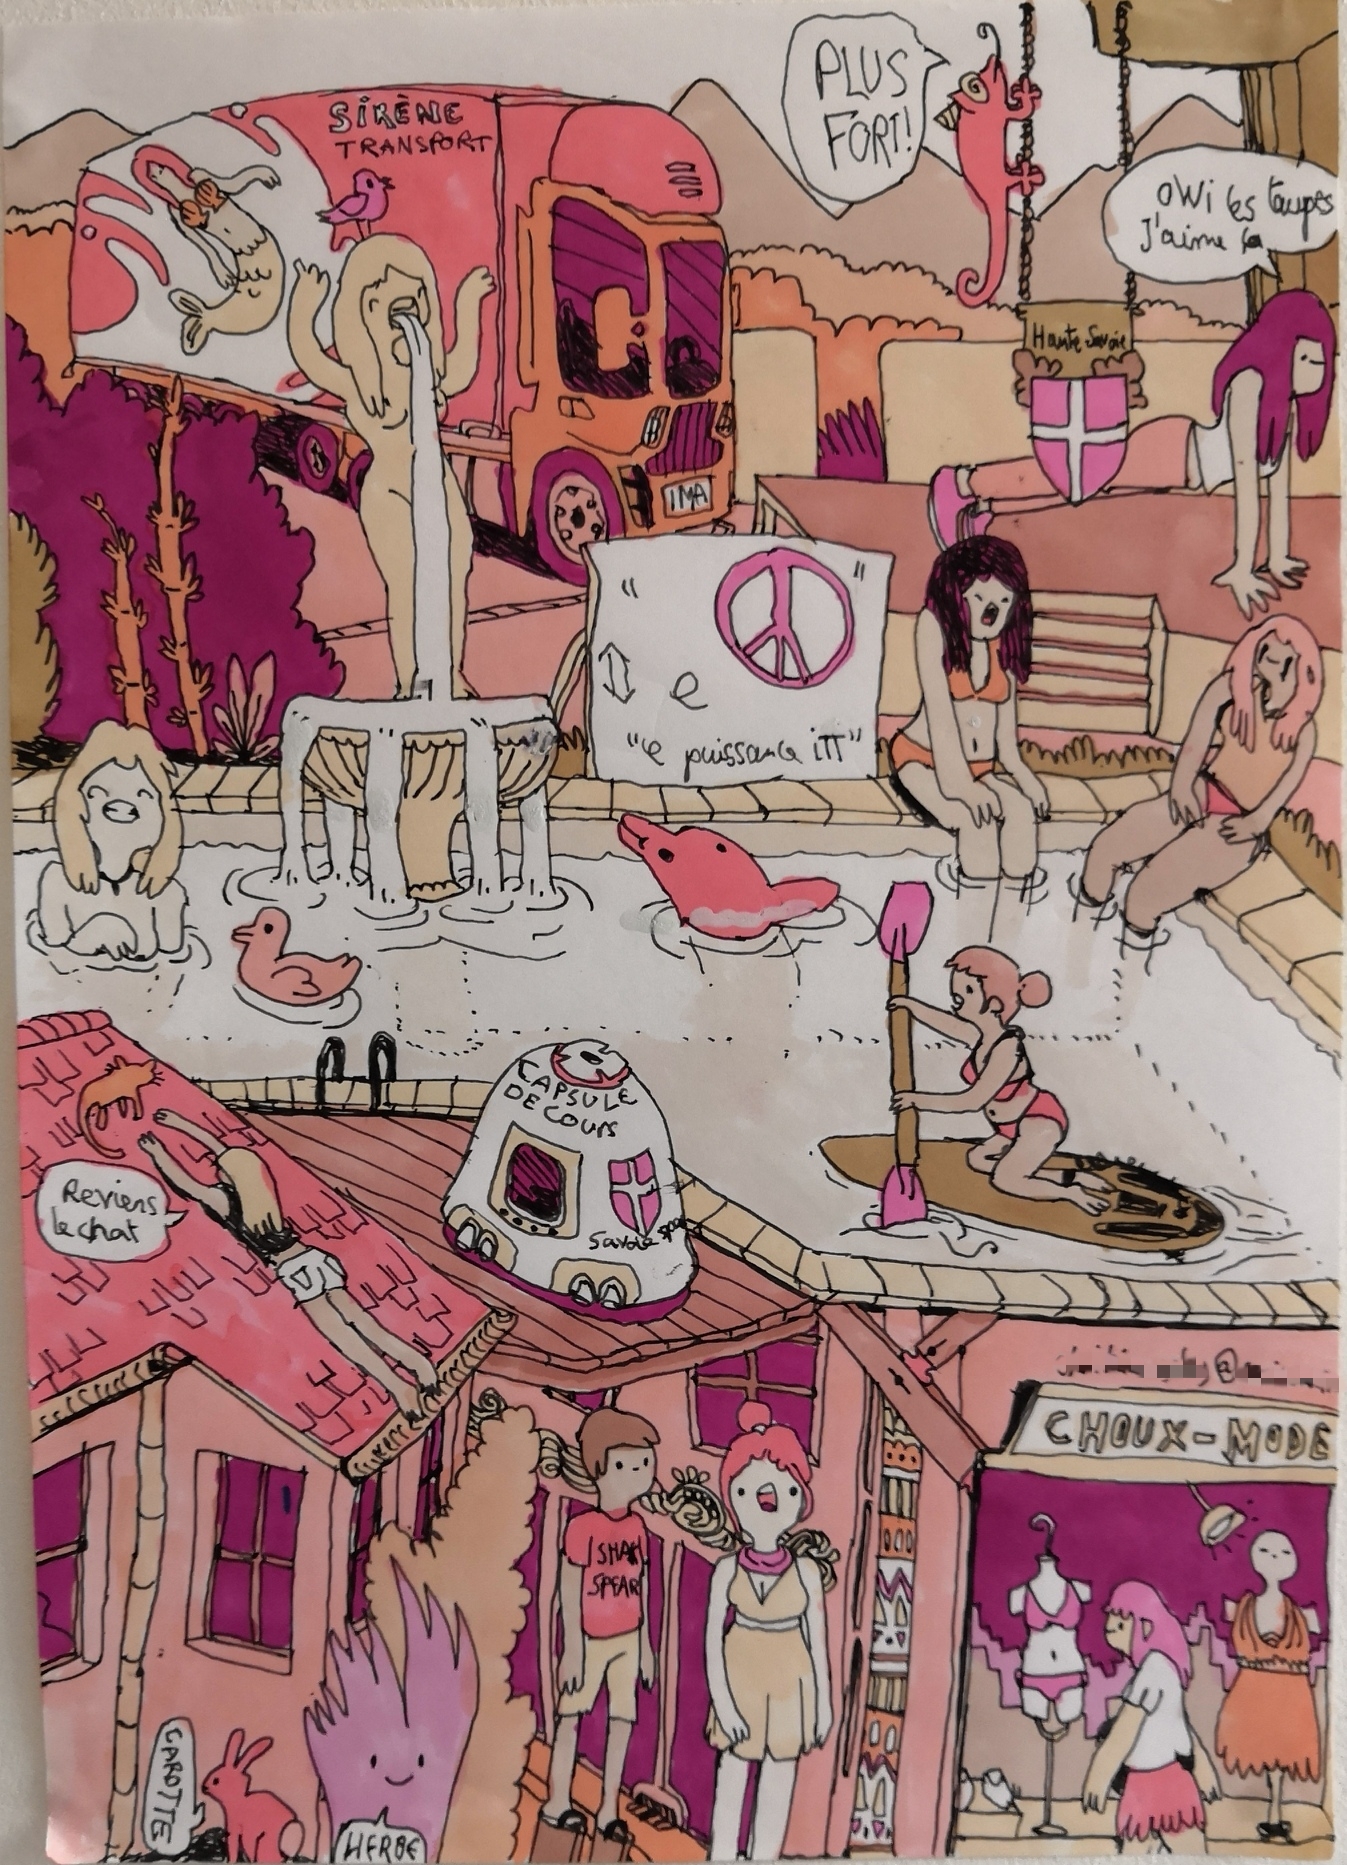 SIRÈNE
TRANSPORT
PLUS
FORT!
OWi les taupes
J'aime ça
Haute Savoie
IMA
" "
e
"e puissance iπ"
CAPSULE
DE COURS
Savoie
Reviens
le chat
CHOUX-MODE
SHAK
SPEAR
CAROTTE
HERBE